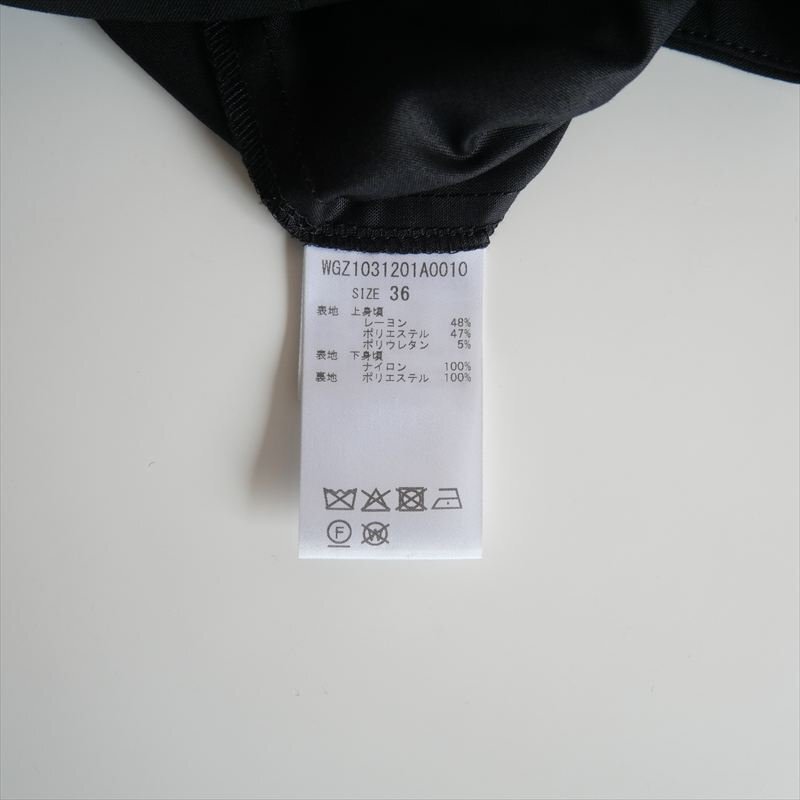 WGZ1031201A0010
SIZE 36
表地 上身頃
レーヨン 48%
ポリエステル 47%
ポリウレタン 5%
表地 下身頃
ナイロン 100%
裏地 ポリエステル 100%
F W